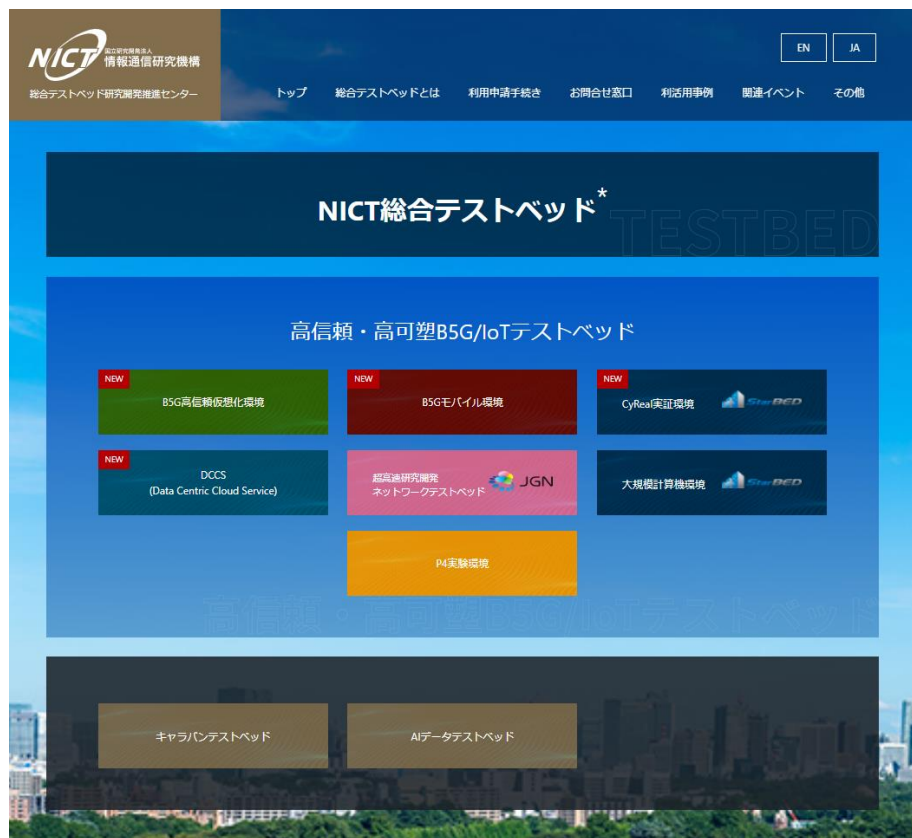 NICT
国立研究開発法人
情報通信研究機構
総合テストベッド研究開発推進センター
EN
JA
トップ
総合テストベッドとは
利用申請手続き
お問合せ窓口
利活用事例
関連イベント
その他
NICT総合テストベッド*
TESTBED
高信頼・高可塑B5G/IoTテストベッド
NEW
B5G高信頼仮想化環境
NEW
B5Gモバイル環境
NEW
CyReal実証環境
StarBED
NEW
DCCS
(Data Centric Cloud Service)
超高速研究開発
ネットワークテストベッド
JGN
大規模計算機環境
StarBED
P4実験環境
高信頼・高可塑B5G/IoTテストベッド
キャラバンテストベッド
AIデータテストベッド